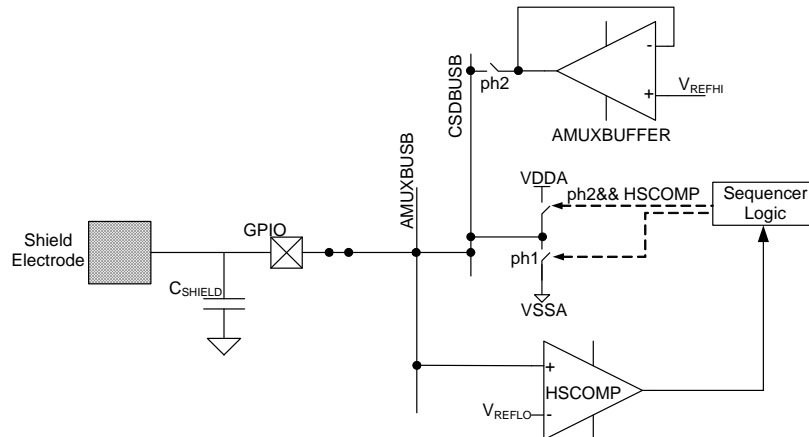 CSDBUSB
ph2
-
+
VREFHI
AMUXBUFFER
AMUXBUSB
VDDA
ph2&& HSCOMP
Sequencer
Logic
Shield
Electrode
GPIO
ph1
CSHIELD
VSSA
+
HSCOMP
VREFLO
-